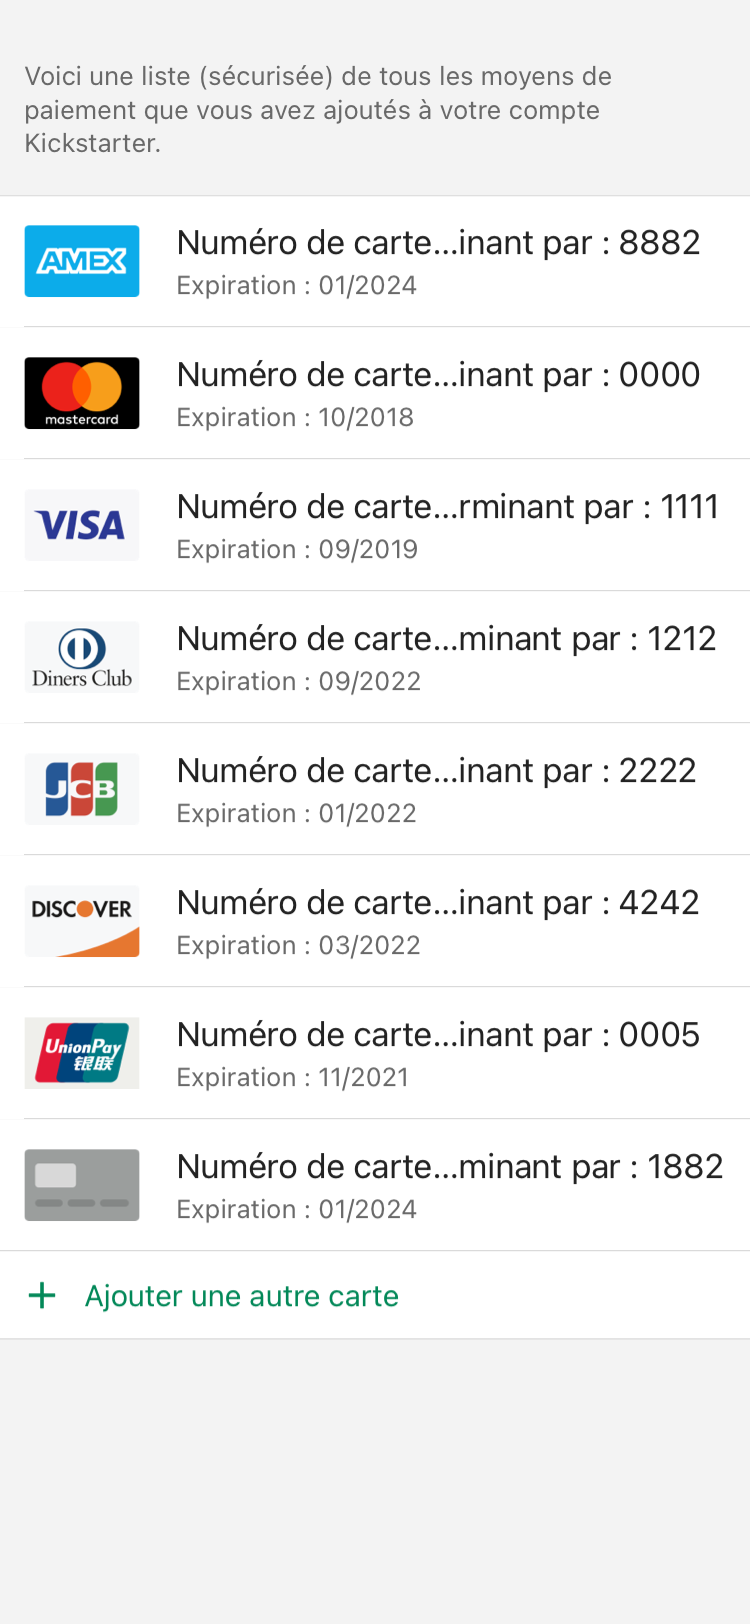 Voici une liste (sécurisée) de tous les moyens de
paiement que vous avez ajoutés à votre compte
Kickstarter.
AMEX
Numéro de carte...inant par : 8882
Expiration : 01/2024
mastercard
Numéro de carte...inant par : 0000
Expiration : 10/2018
VISA
Numéro de carte...rminant par : 1111
Expiration : 09/2019
Diners Club
Numéro de carte...minant par : 1212
Expiration : 09/2022
JCB
Numéro de carte...inant par : 2222
Expiration : 01/2022
DISCOVER
Numéro de carte...inant par : 4242
Expiration : 03/2022
UnionPay
银联
Numéro de carte...inant par : 0005
Expiration : 11/2021
Numéro de carte...minant par : 1882
Expiration : 01/2024
+ Ajouter une autre carte